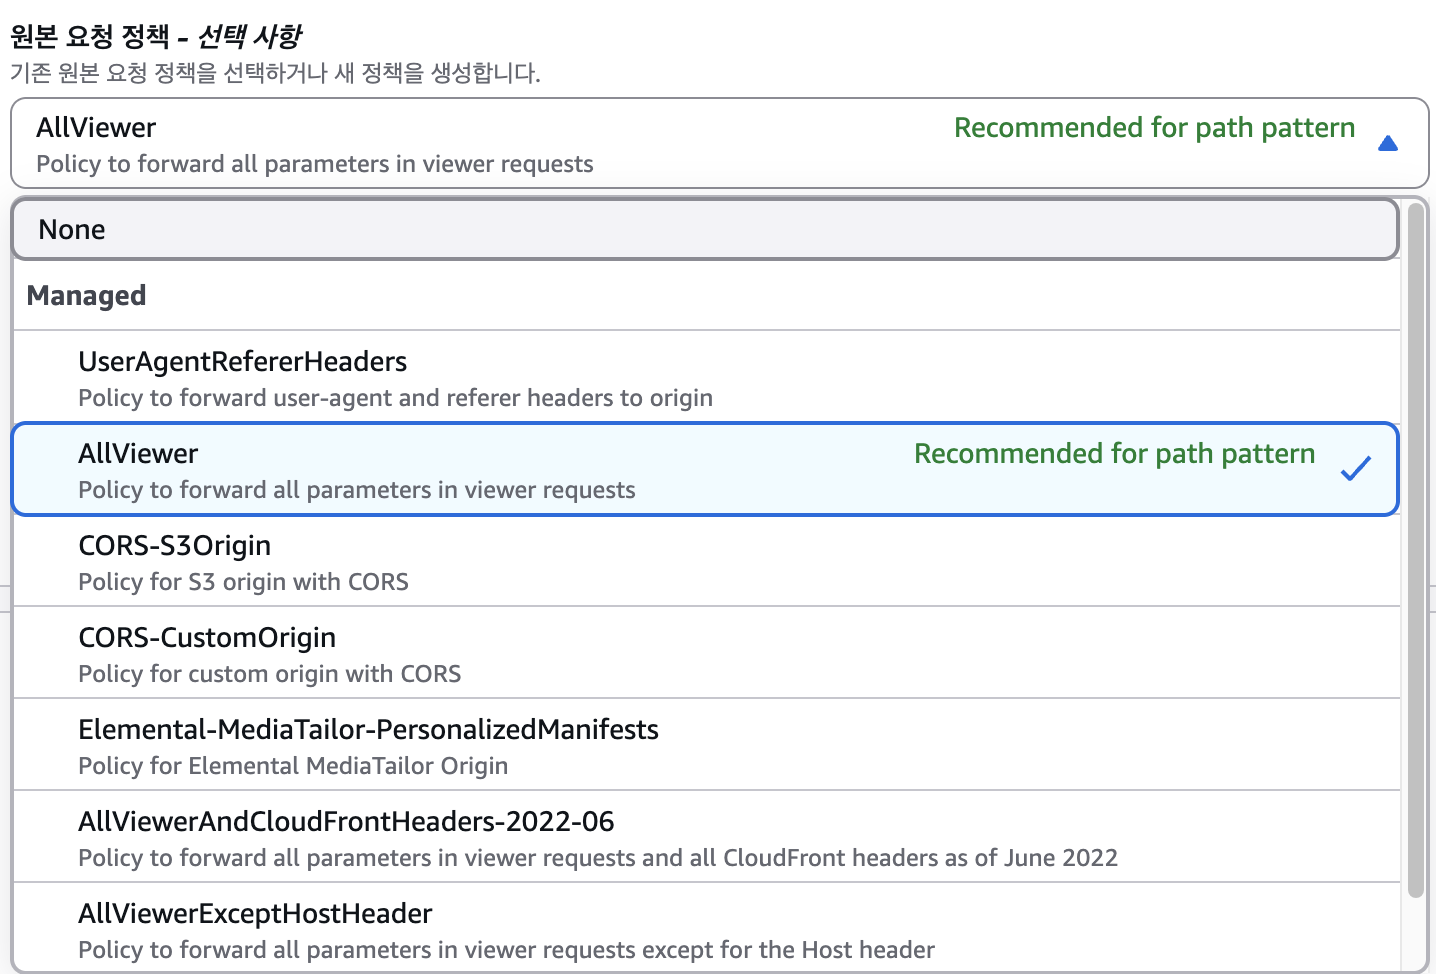 원본 요청 정책 - 선택 사항
기존 원본 요청 정책을 선택하거나 새 정책을 생성합니다.
AllViewer
Recommended for path pattern
Policy to forward all parameters in viewer requests
None
Managed
UserAgentRefererHeaders
Policy to forward user-agent and referer headers to origin
AllViewer
Recommended for path pattern
Policy to forward all parameters in viewer requests
CORS-S3Origin
Policy for S3 origin with CORS
CORS-CustomOrigin
Policy for custom origin with CORS
Elemental-MediaTailor-PersonalizedManifests
Policy for Elemental MediaTailor Origin
AllViewerAndCloudFrontHeaders-2022-06
Policy to forward all parameters in viewer requests and all CloudFront headers as of June 2022
AllViewerExceptHostHeader
Policy to forward all parameters in viewer requests except for the Host header